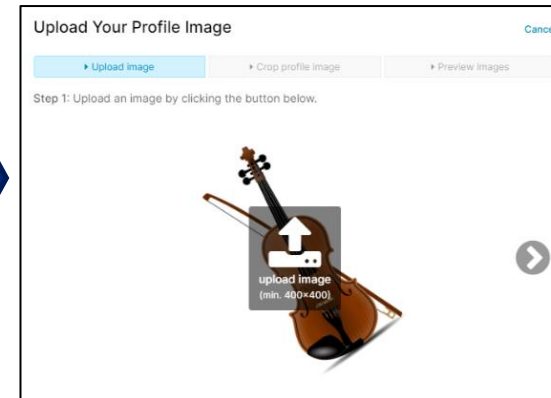 Upload Your Profile Image
Upload image
Crop profile image
Preview images
Step 1: Upload an image by clicking the button below.
upload image
(min. 400×400)